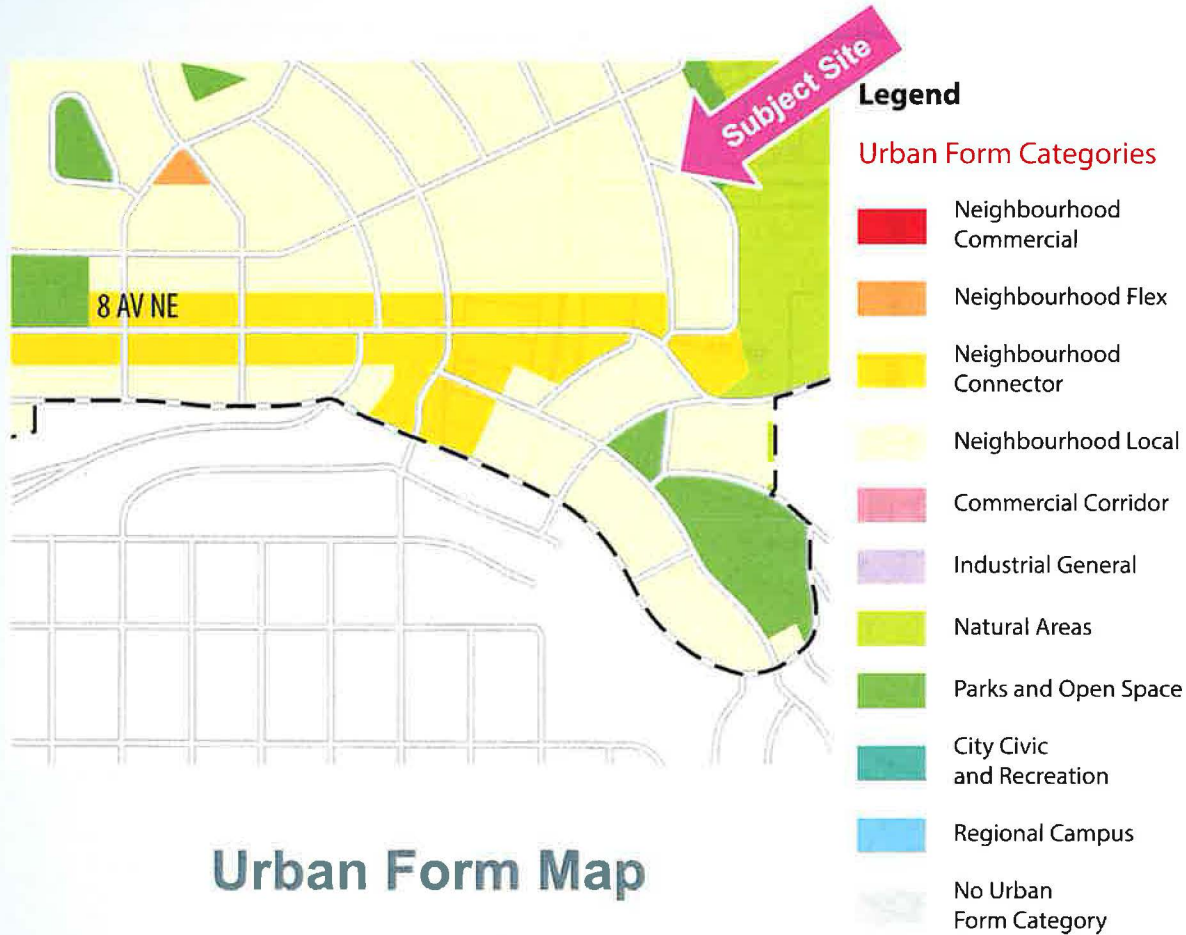 Subject Site
8 AV NE
Legend
Urban Form Categories
Neighbourhood
Commercial
Neighbourhood Flex
Neighbourhood
Connector
Neighbourhood Local
Commercial Corridor
Industrial General
Natural Areas
Parks and Open Space
City Civic
and Recreation
Regional Campus
No Urban
Form Category
Urban Form Map